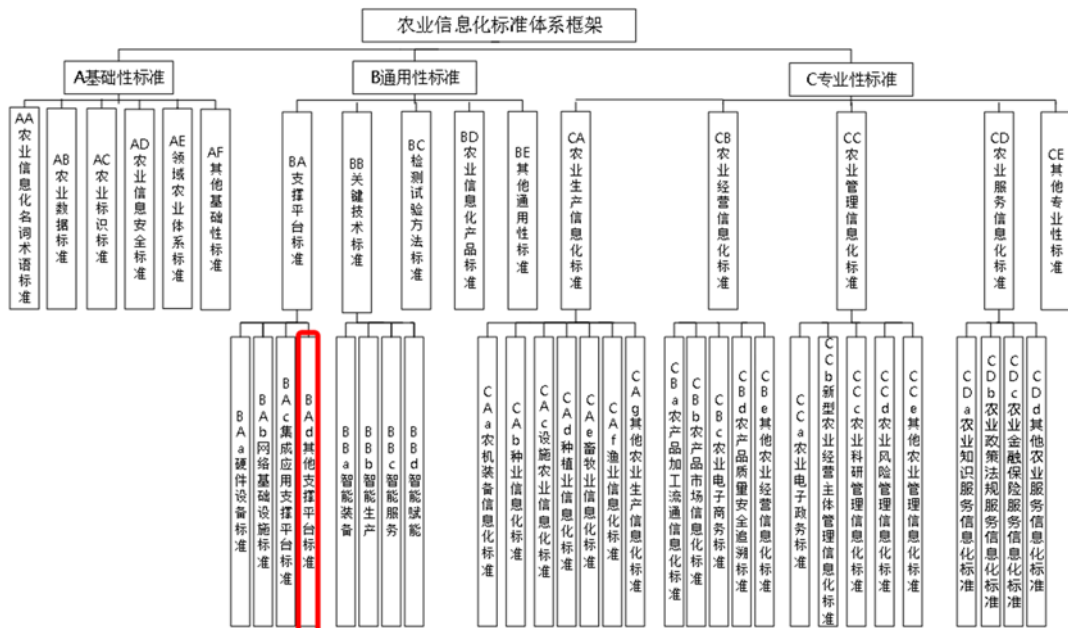 农业信息化标准体系框架
A基础性标准
B通用性标准
C专业性标准
AA农业信息化名词术语标准
AB农业数据标准
AC农业标识标准
AD农业信息安全标准
AE领域农业体系标准
AF其他基础性标准
BA支撑平台标准
BB关键技术标准
BC检测试验方法标准
BD农业信息化产品标准
BE其他通用性标准
CA农业生产信息化标准
CB农业经营信息化标准
CC农业管理信息化标准
CD农业服务信息化标准
CE其他专业性标准
BAa硬件设备标准
BAb网络基础设施标准
BAc集成应用支撑平台标准
BAd其他支撑平台标准
BBa智能装备
BBb智能生产
BBc智能服务
BBd智能赋能
CAa农机装备信息化标准
CAb种业信息化标准
CAc设施农业信息化标准
CAd种植业信息化标准
CAe畜牧业信息化标准
CAf渔业信息化标准
CAg其他农业生产信息化标准
CBa农产品加工流通信息化标准
CBb农产品市场信息化标准
CBc农业电子商务标准
CBd农产品质量安全追溯标准
CBe其他农业经营信息化标准
CCa农业电子政务标准
CCb新型农业经营主体管理信息化标准
CCc农业科研管理信息化标准
CCd农业风险管理信息化标准
CCe其他农业管理信息化标准
CDa农业知识服务信息化标准
CDb农业政策法规服务信息化标准
CDc农业金融保险服务信息化标准
CDd其他农业服务信息化标准